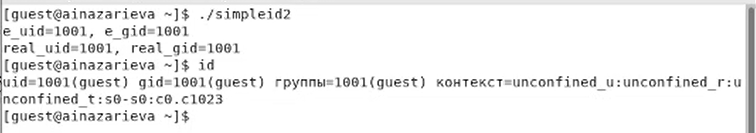 [guest@ainazarieva ~]$ ./simpleid2
e_uid=1001, e_gid=1001
real_uid=1001, real_gid=1001
[guest@ainazarieva ~]$ id
uid=1001(guest) gid=1001(guest) группы=1001(guest) контекст=unconfined_u:unconfined_r:u
nconfined_t:s0-s0:c0.c1023
[guest@ainazarieva ~]$